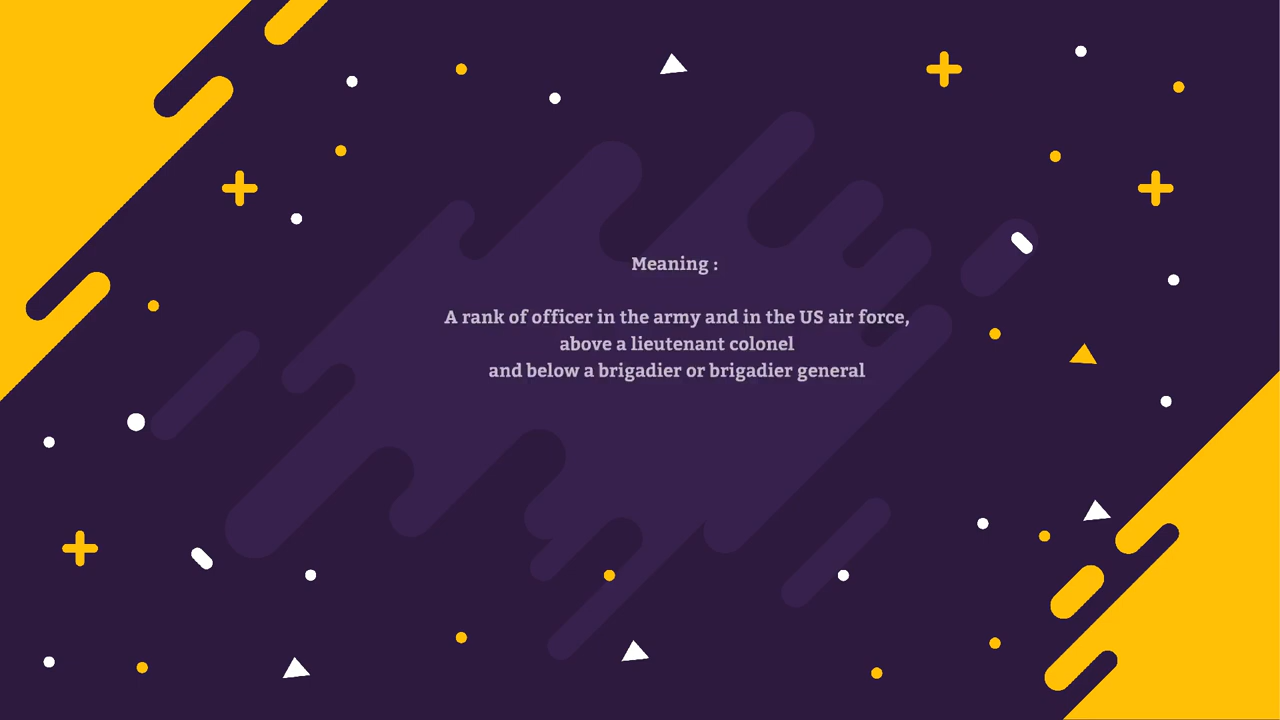 Meaning :
A rank of officer in the army and in the US air force,
above a lieutenant colonel
and below a brigadier or brigadier general